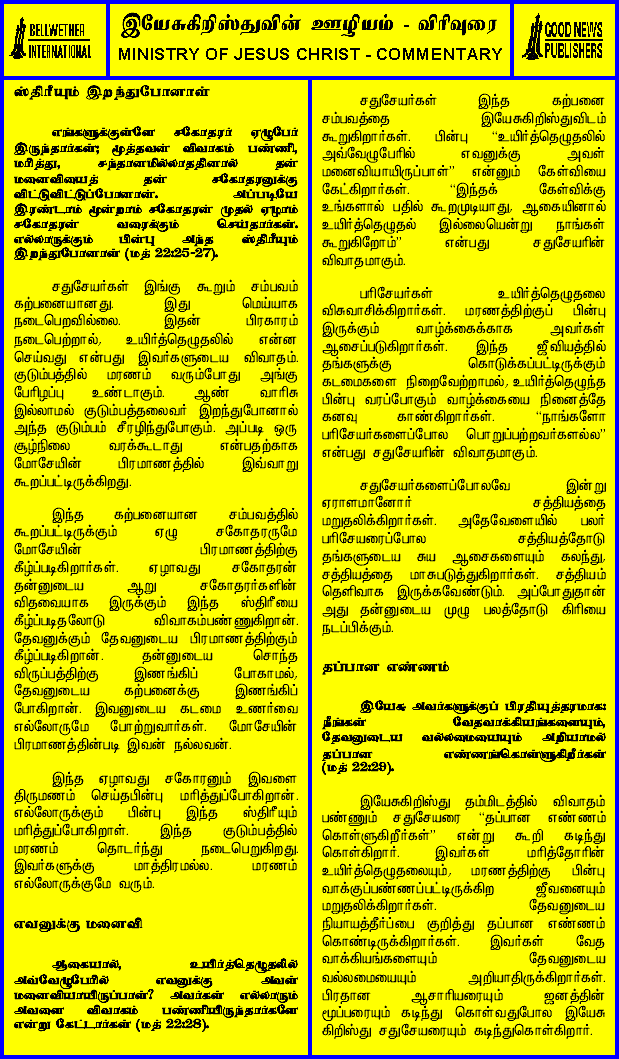 BELLWETHER
INTERNATIONAL
இயேசுகிறிஸ்துவின் ஊழியம் - விரிவுரை
MINISTRY OF JESUS CHRIST - COMMENTARY
GOOD NEWS
PUBLISHERS
ஸ்திரீயும் இறந்துபோனாள்
எங்களுக்குள்ளே சகோதரர் ஏழுபேர்
இருந்தார்கள்; மூத்தவன் விவாகம் பண்ணி,
மரித்து, சந்தானமில்லாததினால் தன்
மனைவியைத் தன் சகோதரனுக்கு
விட்டுவிட்டுப்போனான். அப்படியே
இரண்டாம் மூன்றாம் சகோதரன் முதல் ஏழாம்
சகோதரன் வரைக்கும் செய்தார்கள்.
எல்லாருக்கும் பின்பு அந்த ஸ்திரீயும்
இறந்துபோனாள் (மத் 22:25-27).
சதுசேயர்கள் இங்கு கூறும் சம்பவம்
கற்பனையானது. இது மெய்யாக
நடைபெறவில்லை. இதன் பிரகாரம்
நடைபெற்றால், உயிர்த்தெழுதலில் என்ன
செய்வது என்பது இவர்களுடைய விவாதம்.
குடும்பத்தில் மரணம் வரும்போது அங்கு
பேரிழப்பு உண்டாகும். ஆண் வாரிசு
இல்லாமல் குடும்பத்தலைவர் இறந்துபோனால்
அந்த குடும்பம் சீரழிந்துபோகும். அப்படி ஒரு
சூழ்நிலை வரக்கூடாது என்பதற்காக
மோசேயின் பிரமாணத்தில் இவ்வாறு
கூறப்பட்டிருக்கிறது.
இந்த கற்பனையான சம்பவத்தில்
கூறப்பட்டிருக்கும் ஏழு சகோதரருமே
மோசேயின் பிரமாணத்திற்கு
கீழ்ப்படிகிறார்கள். ஏழாவது சகோதரன்
தன்னுடைய ஆறு சகோதரர்களின்
விதவையாக இருக்கும் இந்த ஸ்திரீயை
கீழ்ப்படிதலோடு விவாகம்பண்ணுகிறான்.
தேவனுக்கும் தேவனுடைய பிரமாணத்திற்கும்
கீழ்ப்படிகிறான். தன்னுடைய சொந்த
விருப்பத்திற்கு இணங்கிப் போகாமல்,
தேவனுடைய கற்பனைக்கு இணங்கிப்
போகிறான். இவனுடைய கடமை உணர்வை
எல்லோருமே போற்றுவார்கள். மோசேயின்
பிரமாணத்தின்படி இவன் நல்லவன்.
இந்த ஏழாவது சகோரனும் இவளை
திருமணம் செய்தபின்பு மரித்துப்போகிறான்.
எல்லோருக்கும் பின்பு இந்த ஸ்திரீயும்
மரித்துப்போகிறாள். இந்த குடும்பத்தில்
மரணம் தொடர்ந்து நடைபெறுகிறது.
இவர்களுக்கு மாத்திரமல்ல. மரணம்
எல்லோருக்குமே வரும்.
எவனுக்கு மனைவி
ஆகையால், உயிர்த்தெழுதலில்
அவ்வேழுபேரில் எவனுக்கு அவள்
மனைவியாயிருப்பாள்? அவர்கள் எல்லாரும்
அவளை விவாகம் பண்ணியிருந்தார்களே
என்று கேட்டார்கள் (மத் 22:28).
சதுசேயர்கள் இந்த கற்பனை
சம்பவத்தை இயேசுகிறிஸ்துவிடம்
கூறுகிறார்கள். பின்பு “உயிர்த்தெழுதலில்
அவ்வேழுபேரில் எவனுக்கு அவள்
மனைவியாயிருப்பாள்” என்னும் கேள்வியை
கேட்கிறார்கள். “இந்தக் கேள்விக்கு
உங்களால் பதில் கூறமுடியாது, ஆகையினால்
உயிர்த்தெழுதல் இல்லையென்று நாங்கள்
கூறுகிறோம்” என்பது சதுசேயரின்
விவாதமாகும்.
பரிசேயர்கள் உயிர்த்தெழுதலை
விசுவாசிக்கிறார்கள். மரணத்திற்குப் பின்பு
இருக்கும் வாழ்க்கைக்காக அவர்கள்
ஆசைப்படுகிறார்கள். இந்த ஜீவியத்தில்
தங்களுக்கு கொடுக்கப்பட்டிருக்கும்
கடமைகளை நிறைவேற்றாமல், உயிர்த்தெழுந்த
பின்பு வரப்போகும் வாழ்க்கையை நினைத்தே
கனவு காண்கிறார்கள். “நாங்களோ
பரிசேயர்களைப்போல பொறுப்பற்றவர்களல்ல”
என்பது சதுசேயரின் விவாதமாகும்.
சதுசேயர்களைப்போலவே இன்று
ஏராளமானோர் சத்தியத்தை
மறுதலிக்கிறார்கள். அதேவேளையில் பலர்
பரிசேயரைப்போல சத்தியத்தோடு
தங்களுடைய சுய ஆசைகளையும் கலந்து,
சத்தியத்தை மாசுபடுத்துகிறார்கள். சத்தியம்
தெளிவாக இருக்கவேண்டும். அப்போதுதான்
அது தன்னுடைய முழு பலத்தோடு கிரியை
நடப்பிக்கும்.
தப்பான எண்ணம்
இயேசு அவர்களுக்குப் பிரதியுத்தரமாக:
நீங்கள் வேதவாக்கியங்களையும்,
தேவனுடைய வல்லமையையும் அறியாமல்
தப்பான எண்ணங்கொள்ளுகிறீர்கள்
(மத் 22:29).
இயேசுகிறிஸ்து தம்மிடத்தில் விவாதம்
பண்ணும் சதுசேயரை “தப்பான எண்ணம்
கொள்ளுகிறீர்கள்” என்று கூறி கடிந்து
கொள்கிறார். இவர்கள் மரித்தோரின்
உயிர்த்தெழுதலையும், மரணத்திற்கு பின்பு
வாக்குப்பண்ணப்பட்டிருக்கிற ஜீவனையும்
மறுதலிக்கிறார்கள். தேவனுடைய
நியாயத்தீர்ப்பை குறித்து தப்பான எண்ணம்
கொண்டிருக்கிறார்கள். இவர்கள் வேத
வாக்கியங்களையும் தேவனுடைய
வல்லமையையும் அறியாதிருக்கிறார்கள்.
பிரதான ஆசாரியரையும் ஜனத்தின்
மூப்பரையும் கடிந்து கொள்வதுபோல இயேசு
கிறிஸ்து சதுசேயரையும் கடிந்துகொள்கிறார்.